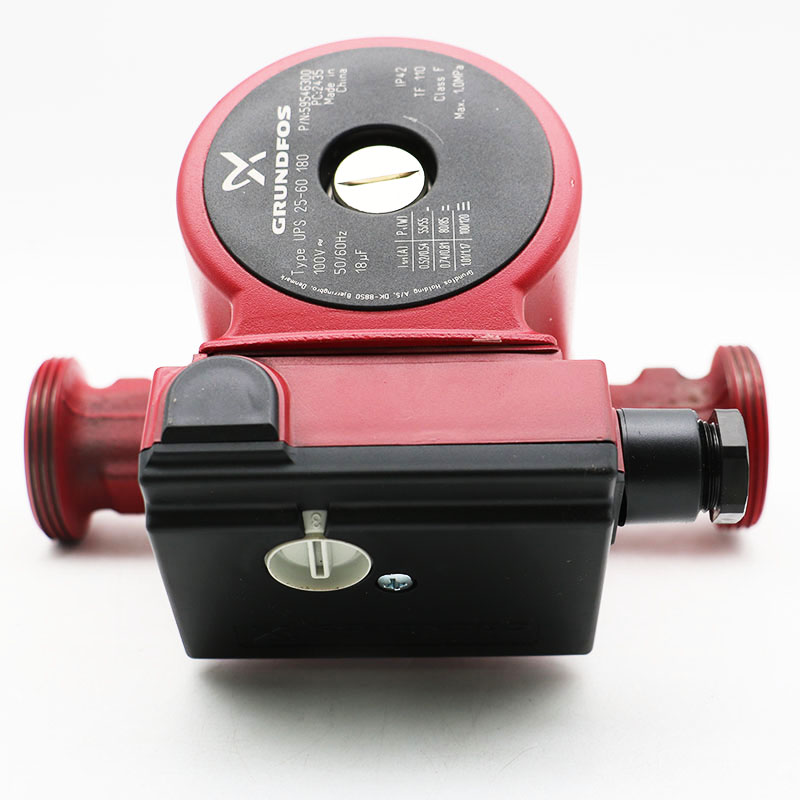 GRUNDFOS
Type UPS 25-60 180
P/N:59546300
PC:2435
Made in
China
100V ~
50/60Hz
18µF
IP42
TF 110
Class F
Max. 1.0MPa
I1/1(A) P1(W)
0.52/0.54 55/55
0.74/0.81 80/85
1.01/1.17 100/120
Grundfos Holding A/S. DK-8850 Bjerringbro. Denmark